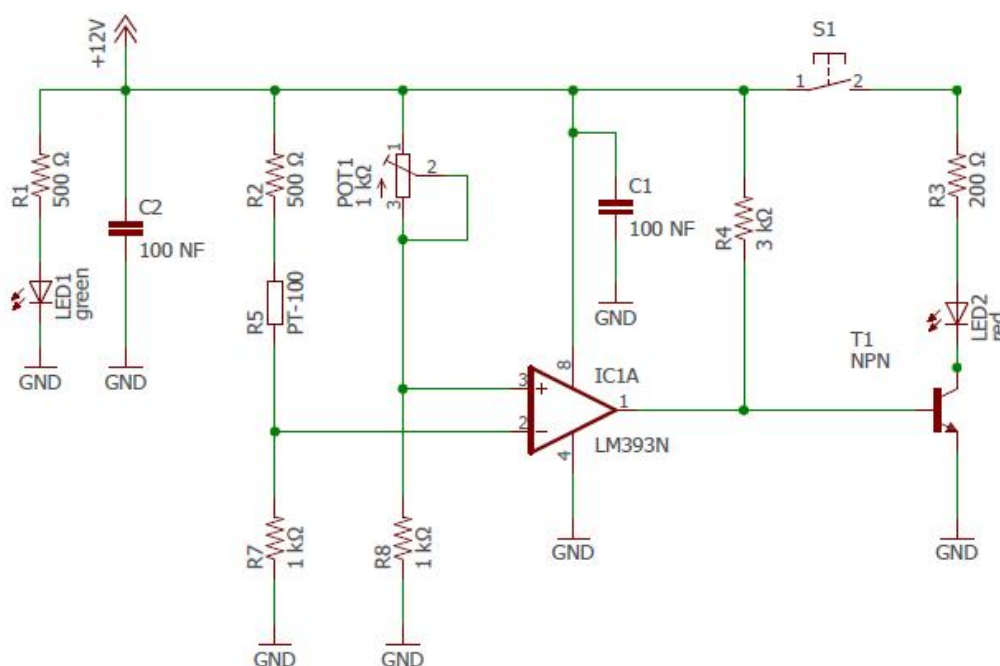 +12V
S1
1
2
R1
500 Ω
C2
100 NF
R2
500 Ω
POT1
1 kΩ
1
2
3
C1
100 NF
R4
3 kΩ
R3
200 Ω
LED1
green
R5
PT-100
GND
LED2
red
T1
NPN
GND
GND
3
+
2
-
8
4
IC1A
1
LM393N
R7
1 kΩ
R8
1 kΩ
GND
GND
GND
GND